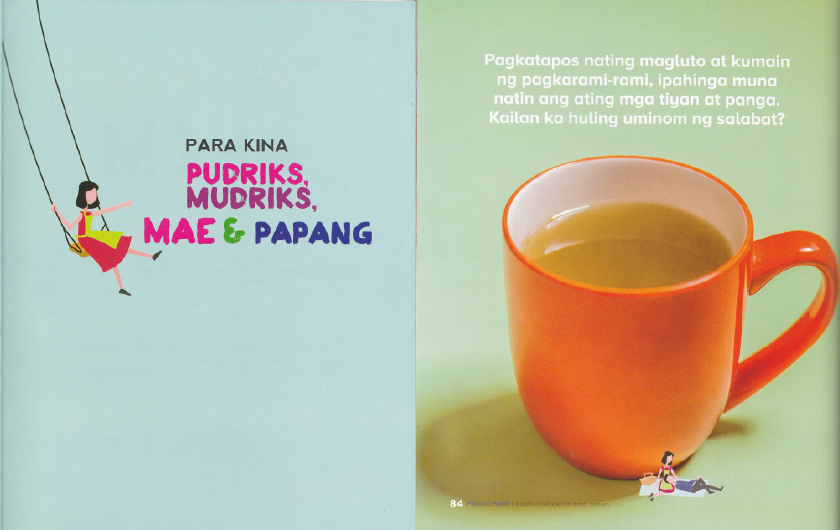 PARA KINA
PUDRIKS,
MUDRIKS,
MAE & PAPANG
Pagkatapos nating magluto at kumain
ng pagkarami-rami, ipahinga muna
natin ang ating mga tiyan at panga.
Kailan ka huling uminom ng salabat?
84